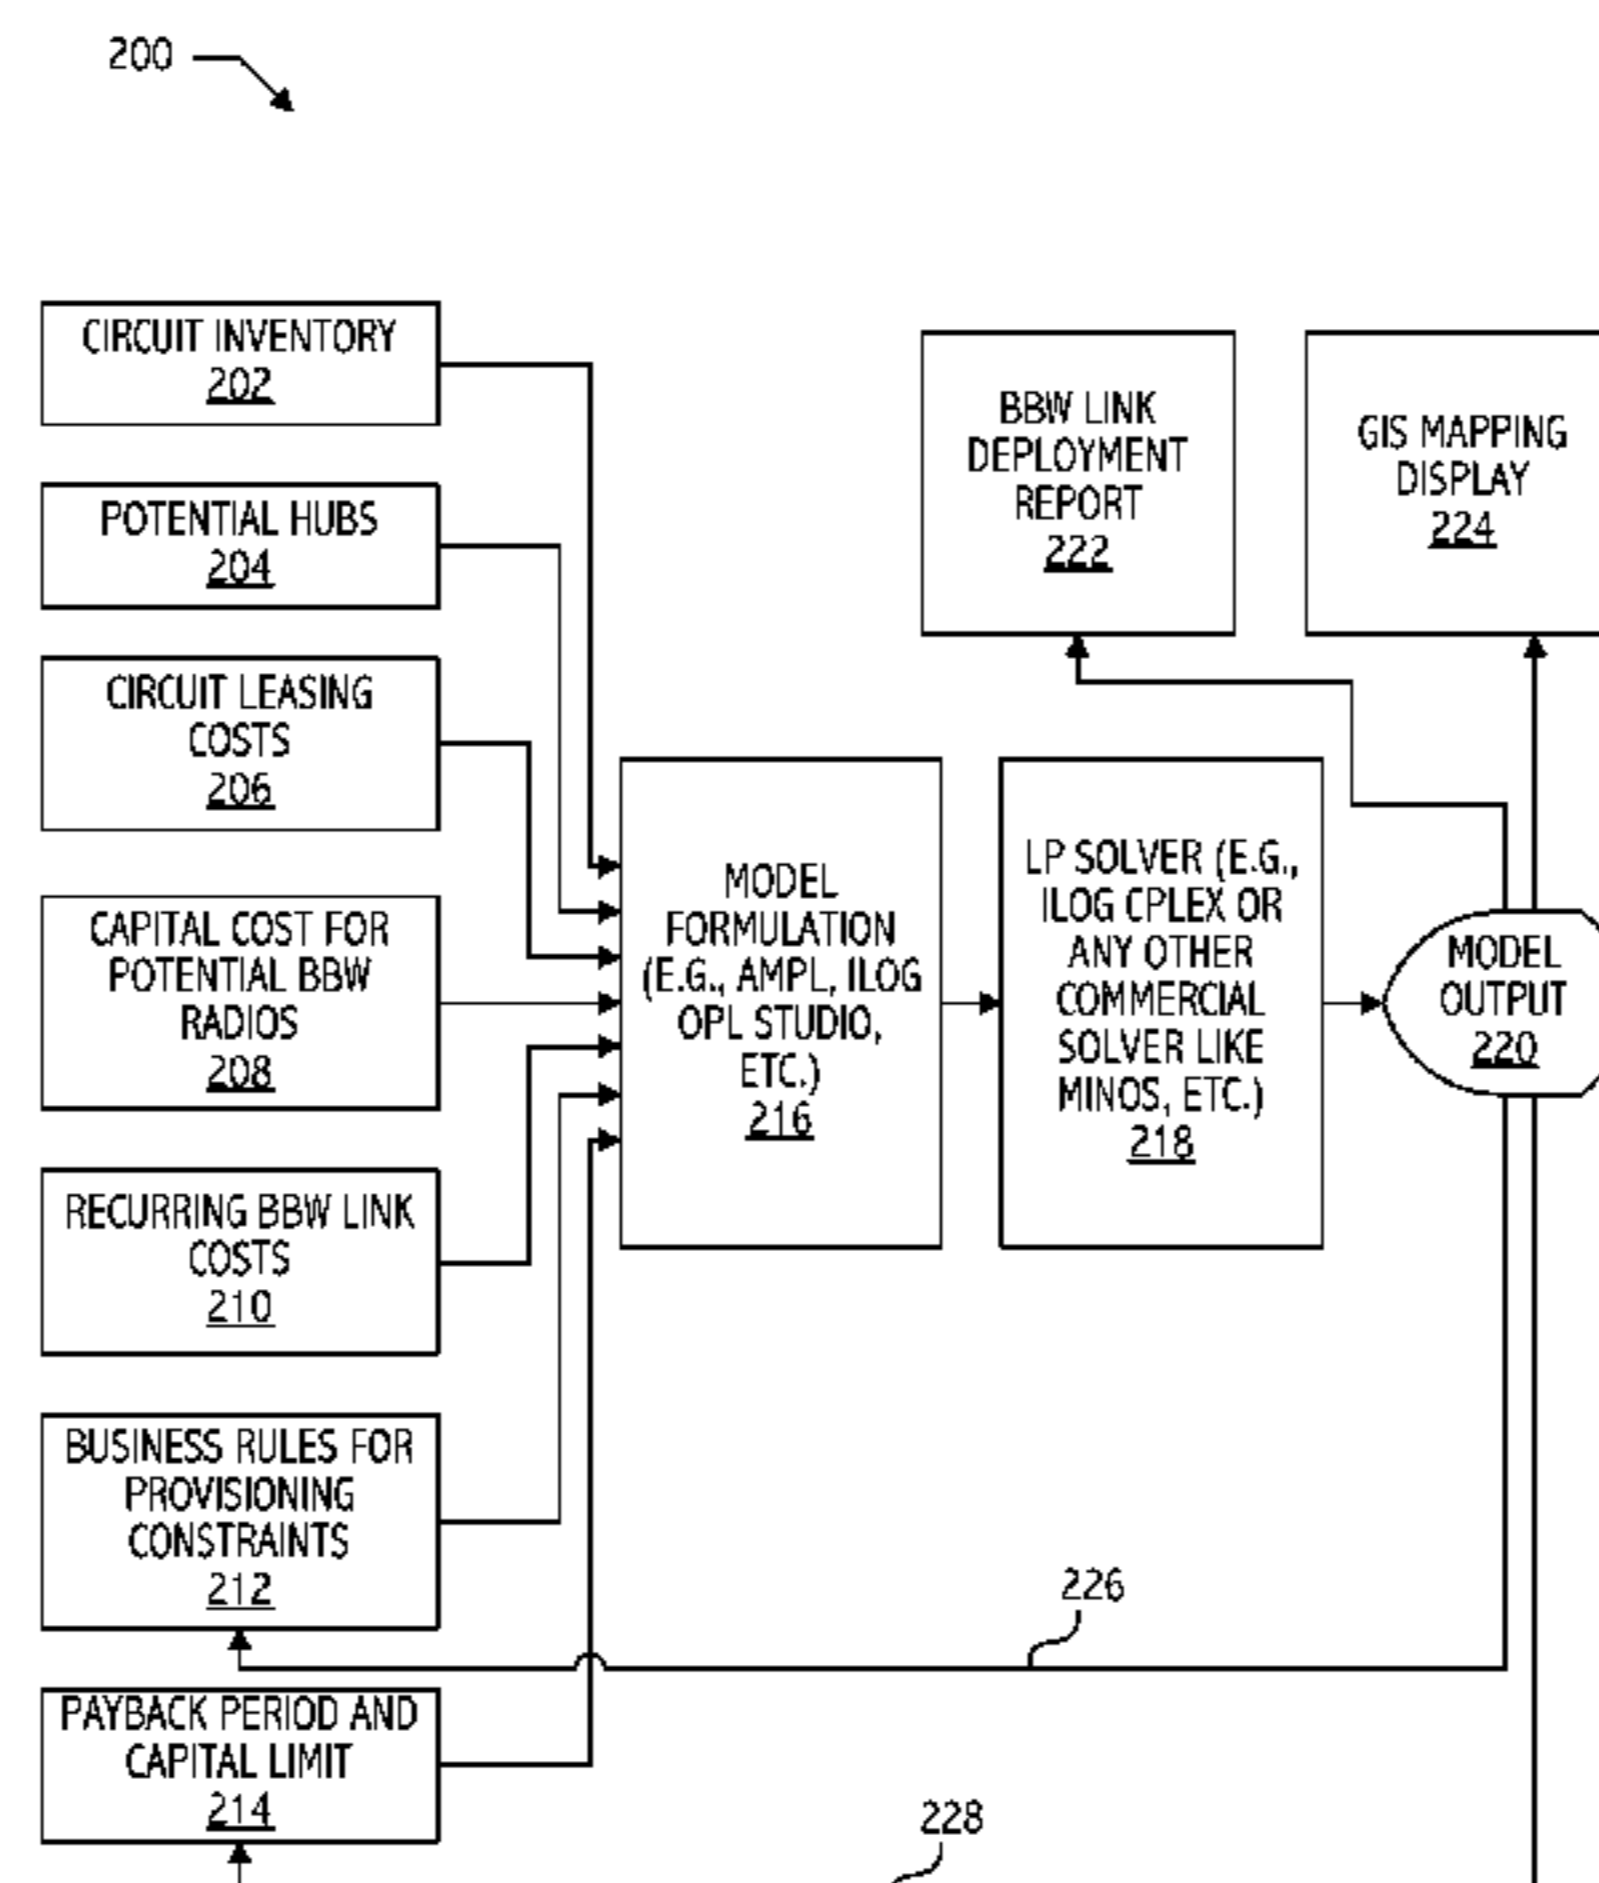 200
CIRCUIT INVENTORY
202
POTENTIAL HUBS
204
CIRCUIT LEASING
COSTS
206
CAPITAL COST FOR
POTENTIAL BBW
RADIOS
208
RECURRING BBW LINK
COSTS
210
BUSINESS RULES FOR
PROVISIONING
CONSTRAINTS
212
PAYBACK PERIOD AND
CAPITAL LIMIT
214
MODEL
FORMULATION
(E.G., AMPL, ILOG
OPL STUDIO,
ETC.)
216
LP SOLVER (E.G.,
ILOG CPLEX OR
ANY OTHER
COMMERCIAL
SOLVER LIKE
MINOS, ETC.)
218
BBW LINK
DEPLOYMENT
REPORT
222
GIS MAPPING
DISPLAY
224
MODEL
OUTPUT
220
226
228